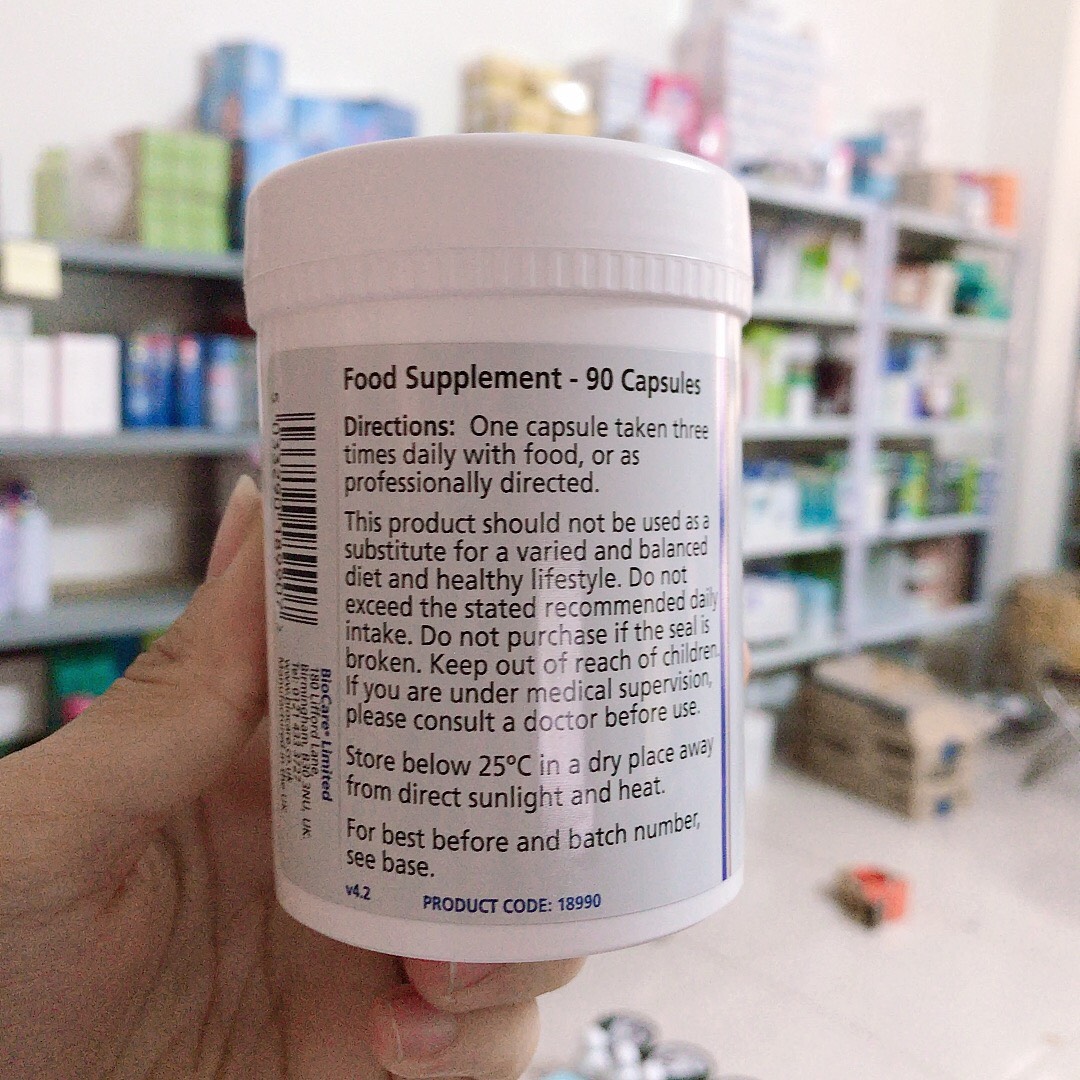 Food Supplement - 90 Capsules
Directions: One capsule taken three
times daily with food, or as
professionally directed.
This product should not be used as a
substitute for a varied and balanced
diet and healthy lifestyle. Do not
exceed the stated recommended daily
intake. Do not purchase if the seal is
broken. Keep out of reach of children.
If you are under medical supervision,
please consult a doctor before use.
Store below 25°C in a dry place away
from direct sunlight and heat.
For best before and batch number,
see base.
v4.2
PRODUCT CODE: 18990
BioCare® Limited
180 Lifford Lane
Birmingham B30 3NU, UK